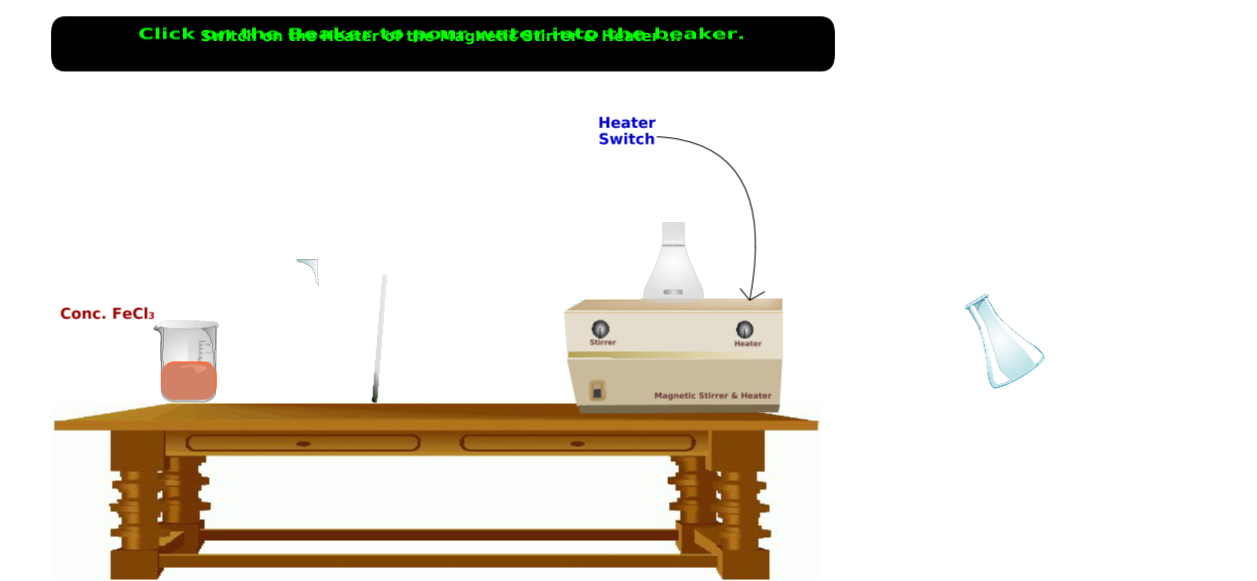 Click on the Beaker to pour water into the beaker.
Switch on the Heater of the Magnetic Stirrer & Heater ...
Heater
Switch
Conc. FeCl₃
Stirrer
Heater
Magnetic Stirrer & Heater